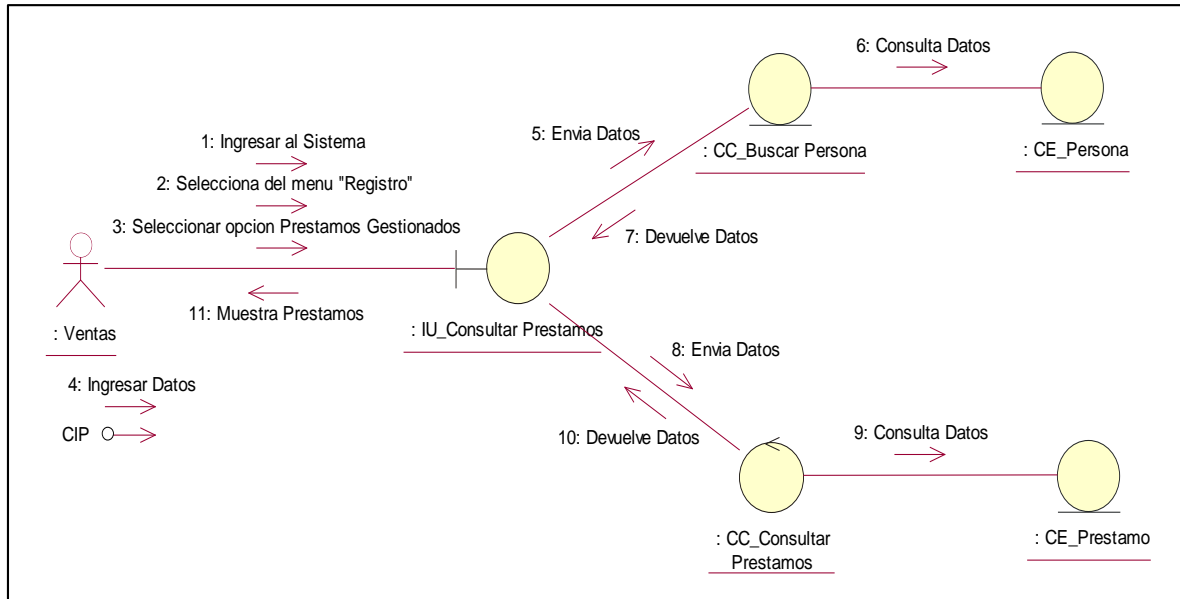 6: Consulta Datos
5: Envia Datos
: CC_Buscar Persona
: CE_Persona
1: Ingresar al Sistema
2: Selecciona del menu "Registro"
3: Seleccionar opcion Prestamos Gestionados
7: Devuelve Datos
11: Muestra Prestamos
: Ventas
: IU_Consultar Prestamos
8: Envia Datos
4: Ingresar Datos
CIP
10: Devuelve Datos
9: Consulta Datos
: CC_Consultar
Prestamos
: CE_Prestamo